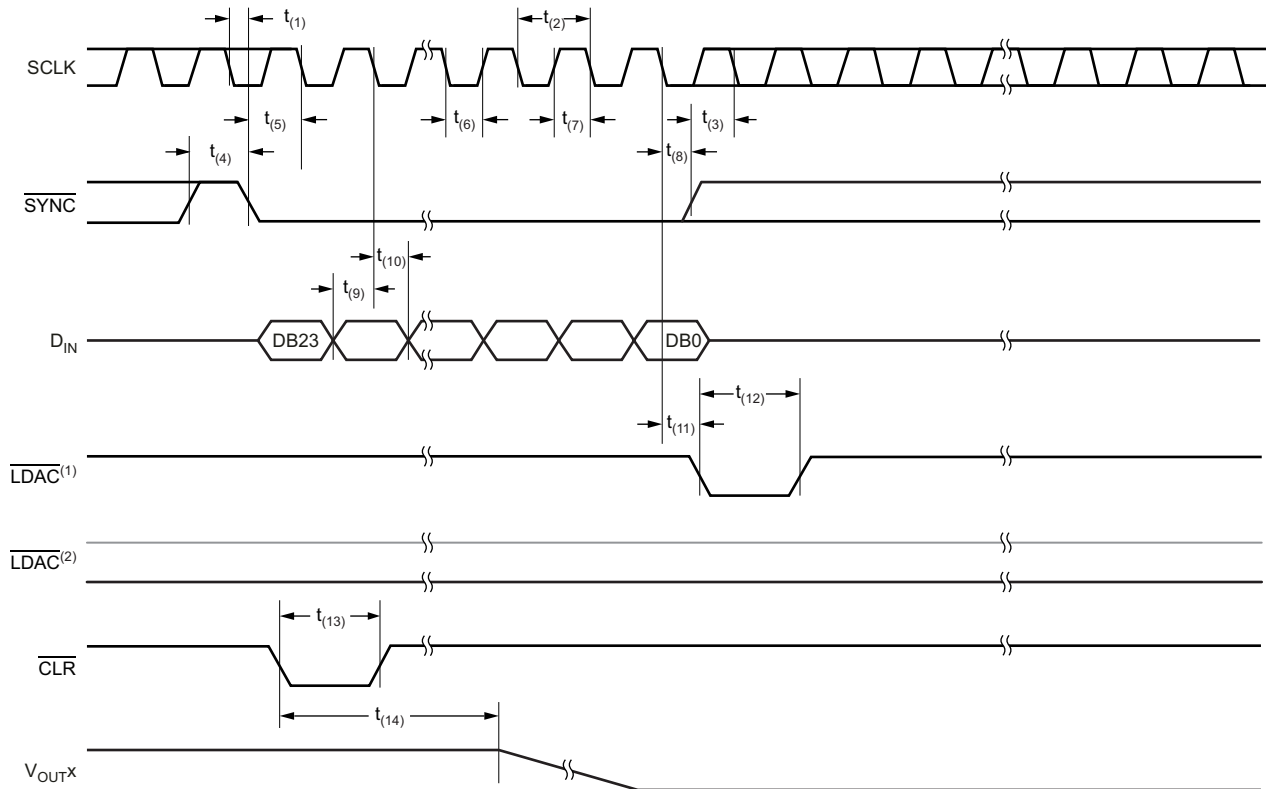 t(1)
t(2)
SCLK
t(5)
t(6)
t(7)
t(3)
t(4)
t(8)
SYNC
t(10)
t(9)
DIN
DB23
DB0
t(12)
t(11)
LDAC(1)
LDAC(2)
t(13)
CLR
t(14)
VOUTx